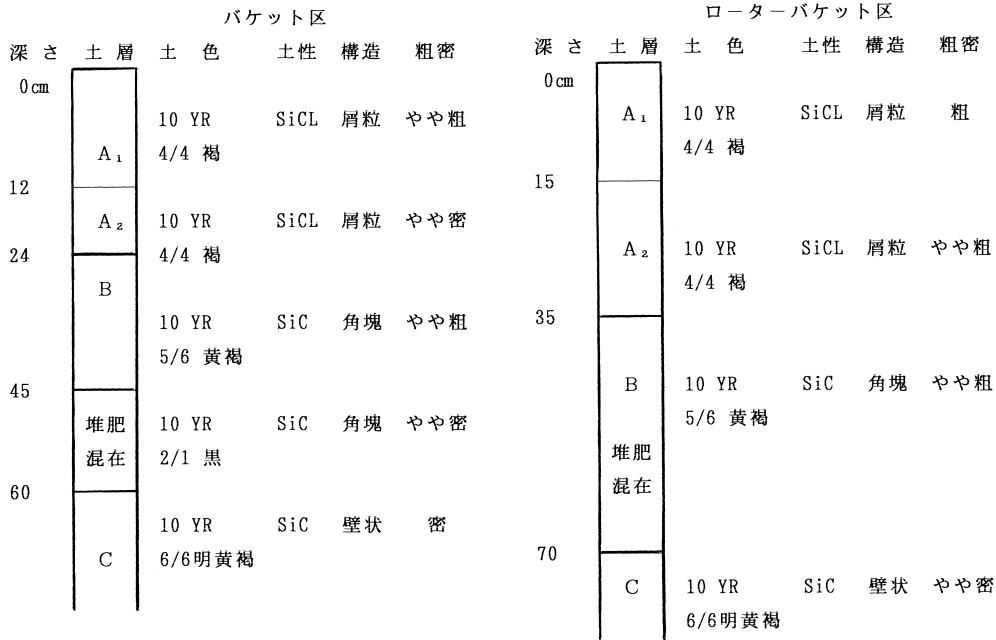 バケット区
深さ 土層 土色 土性 構造 粗密
0cm
10 YR SiCL 屑粒 やや粗
A₁ 4/4 褐
12
A₂ 10 YR SiCL 屑粒 やや密
24 4/4 褐
B
10 YR SiC 角塊 やや粗
5/6 黄褐
45
堆肥 10 YR SiC 角塊 やや密
混在 2/1 黒
60
10 YR SiC 壁状 密
C 6/6明黄褐
ローターバケット区
深さ 土層 土色 土性 構造 粗密
0cm
A₁ 10 YR SiCL 屑粒 粗
4/4 褐
15
A₂ 10 YR SiCL 屑粒 やや粗
4/4 褐
35
B 10 YR SiC 角塊 やや粗
5/6 黄褐
堆肥
混在
70
C 10 YR SiC 壁状 やや密
6/6明黄褐